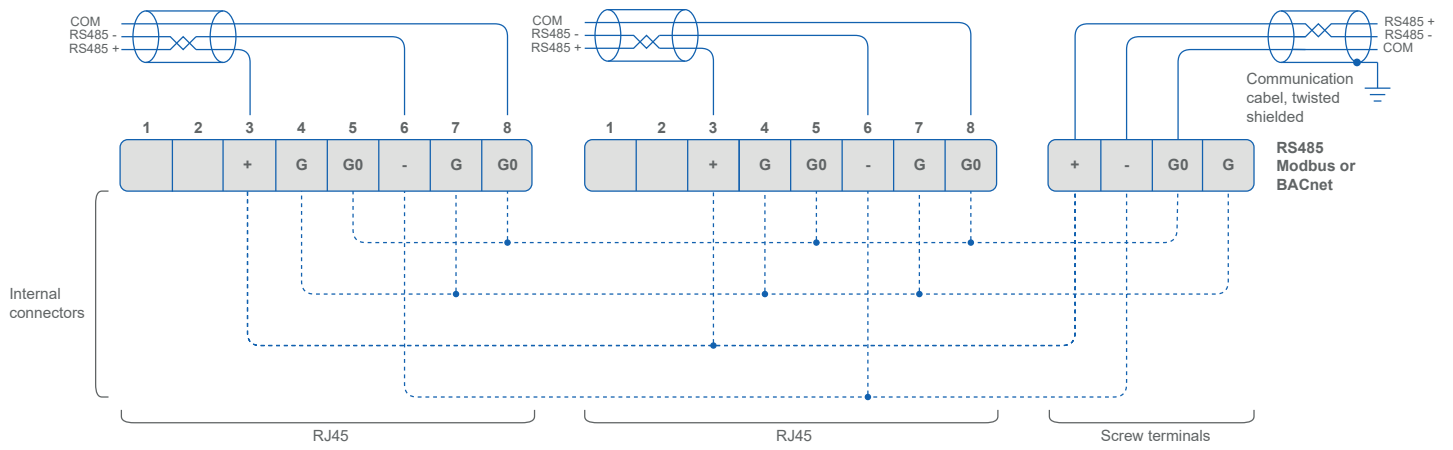 COM
RS485 -
RS485 +
COM
RS485 -
RS485 +
RS485 +
RS485 -
COM
Communication
cabel, twisted
shielded
1 2 3 4 5 6 7 8
1 2 3 4 5 6 7 8
+ G G0 - G G0
+ G G0 - G G0
+ - G0 G
RS485
Modbus or
BACnet
Internal
connectors
RJ45
RJ45
Screw terminals